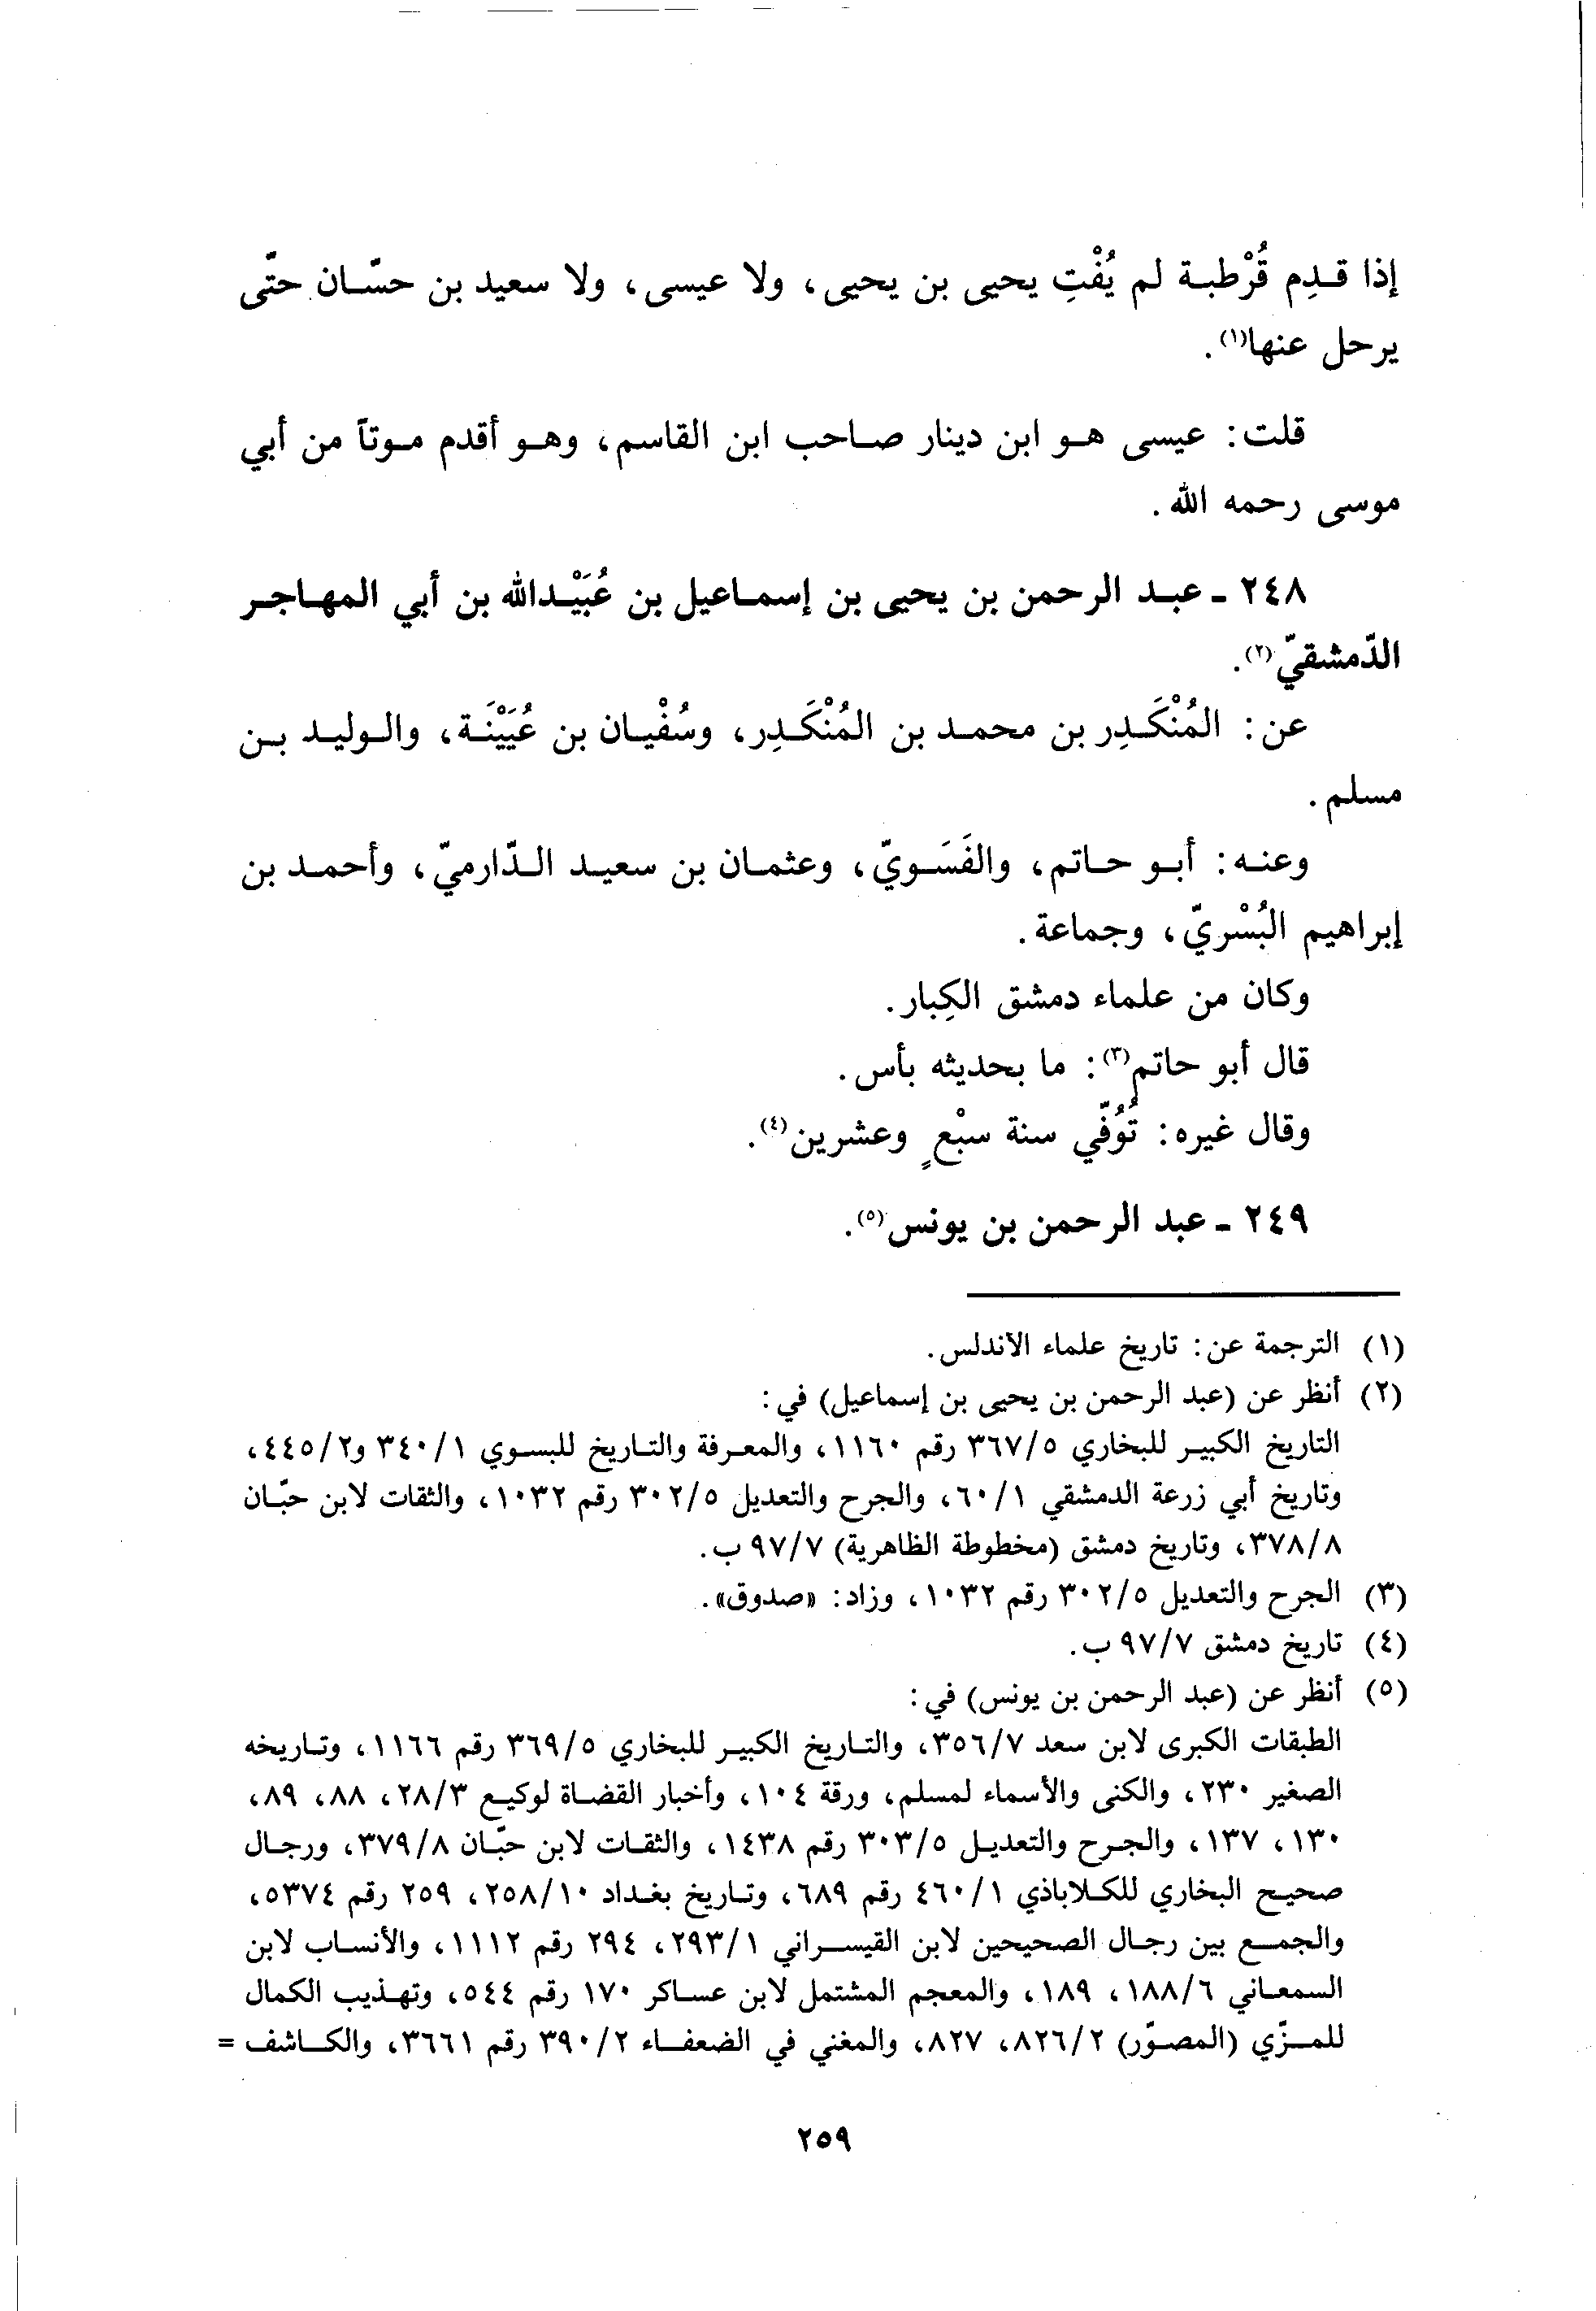 إذا قدِم قُرْطبة لم يُفْتِ يحيى بن يحيى، ولا عيسى، ولا سعيد بن حسّان حتّى
يرحل عنها(١).
قلت: عيسى هو ابن دينار صاحب ابن القاسم، وهو أقدم موتاً من أبي
موسى رحمه الله.
٢٤٨ - عبد الرحمن بن يحيى بن إسماعيل بن عُبَيْدالله بن أبي المهاجر
الدّمشقيّ(٢).
عن: المُنْكَدِر بن محمد بن المُنْكَدِر، وسُفْيان بن عُيَيْنَة، والوليد بن
مسلم.
وعنه: أبو حاتم، والفَسَويّ، وعثمان بن سعيد الدّارميّ، وأحمد بن
إبراهيم البُسْريّ، وجماعة.
وكان من علماء دمشق الكِبار.
قال أبو حاتم(٣): ما بحديثه بأس.
وقال غيره: تُوُفّي سنة سبْعٍ وعشرين(٤).
٢٤٩ - عبد الرحمن بن يونس(٥).
(١) الترجمة عن: تاريخ علماء الأندلس.
(٢) أنظر عن (عبد الرحمن بن يحيى بن إسماعيل) في:
التاريخ الكبير للبخاري ٣٦٧/٥ رقم ١١٦٠، والمعرفة والتاريخ للبسوي ٣٤٠/١ و٤٤٥/٢،
وتاريخ أبي زرعة الدمشقي ٦٠/١، والجرح والتعديل ٣٠٢/٥ رقم ١٠٣٢، والثقات لابن حبّان
٣٧٨/٨، وتاريخ دمشق (مخطوطة الظاهرية) ٩٧/٧ ب.
(٣) الجرح والتعديل ٣٠٢/٥ رقم ١٠٣٢، وزاد: «صدوق».
(٤) تاريخ دمشق ٩٧/٧ ب.
(٥) أنظر عن (عبد الرحمن بن يونس) في:
الطبقات الكبرى لابن سعد ٣٥٦/٧، والتاريخ الكبير للبخاري ٣٦٩/٥ رقم ١١٦٦، وتاريخه
الصغير ٢٣٠، والكنى والأسماء لمسلم، ورقة ١٠٤، وأخبار القضاة لوكيع ٢٨/٣، ٨٨، ٨٩،
١٣٠، ١٣٧، والجرح والتعديل ٣٠٣/٥ رقم ١٤٣٨، والثقات لابن حبّان ٣٧٩/٨، ورجال
صحيح البخاري للكلاباذي ٤٦٠/١ رقم ٦٨٩، وتاريخ بغداد ٢٥٨/١٠، ٢٥٩ رقم ٥٣٧٤،
والجمع بين رجال الصحيحين لابن القيسراني ٢٩٣/١، ٢٩٤ رقم ١١١٢، والأنساب لابن
السمعاني ١٨٨/٦، ١٨٩، والمعجم المشتمل لابن عساكر ١٧٠ رقم ٥٤٤، وتهذيب الكمال
للمزّي (المصوّر) ٨٢٦/٢، ٨٢٧، والمغني في الضعفاء ٣٩٠/٢ رقم ٣٦٦١، والكاشف =
٢٥٩